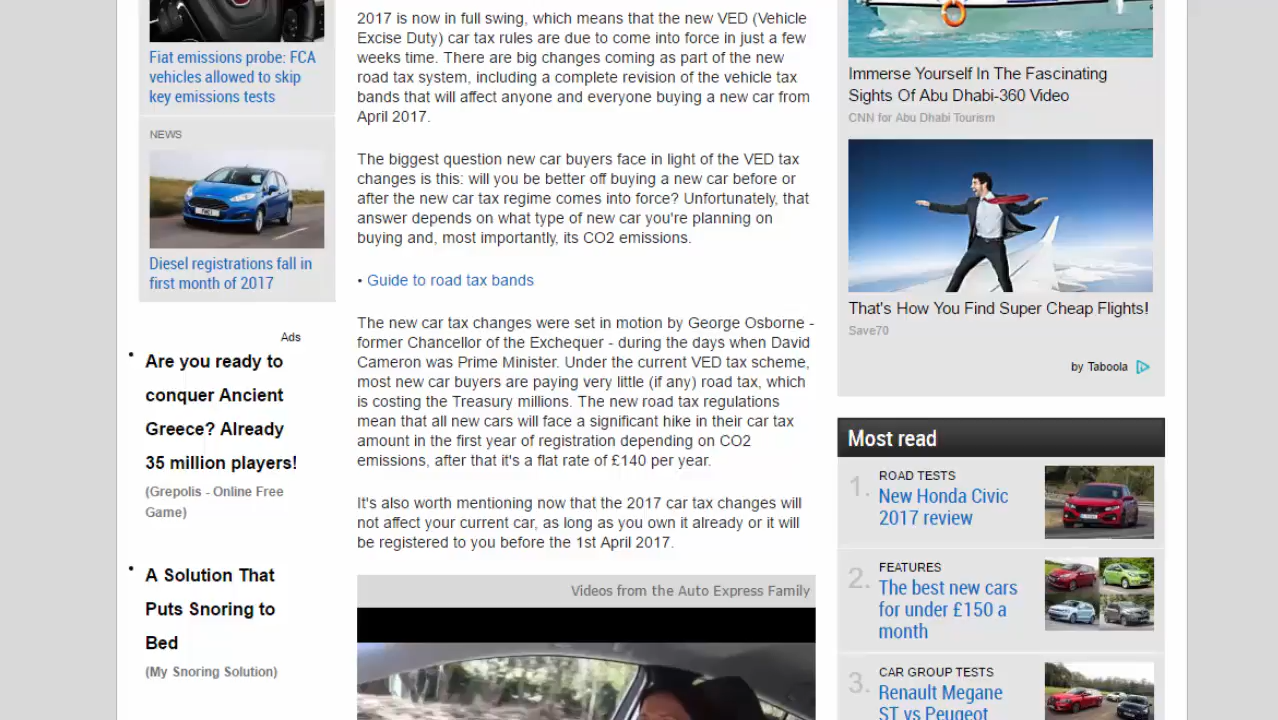 Fiat emissions probe: FCA
vehicles allowed to skip
key emissions tests
NEWS
Diesel registrations fall in
first month of 2017
Ads
• Are you ready to
conquer Ancient
Greece? Already
35 million players!
(Grepolis - Online Free
Game)
• A Solution That
Puts Snoring to
Bed
(My Snoring Solution)
2017 is now in full swing, which means that the new VED (Vehicle
Excise Duty) car tax rules are due to come into force in just a few
weeks time. There are big changes coming as part of the new
road tax system, including a complete revision of the vehicle tax
bands that will affect anyone and everyone buying a new car from
April 2017.
The biggest question new car buyers face in light of the VED tax
changes is this: will you be better off buying a new car before or
after the new car tax regime comes into force? Unfortunately, that
answer depends on what type of new car you're planning on
buying and, most importantly, its CO2 emissions.
• Guide to road tax bands
The new car tax changes were set in motion by George Osborne -
former Chancellor of the Exchequer - during the days when David
Cameron was Prime Minister. Under the current VED tax scheme,
most new car buyers are paying very little (if any) road tax, which
is costing the Treasury millions. The new road tax regulations
mean that all new cars will face a significant hike in their car tax
amount in the first year of registration depending on CO2
emissions, after that it's a flat rate of £140 per year.
It's also worth mentioning now that the 2017 car tax changes will
not affect your current car, as long as you own it already or it will
be registered to you before the 1st April 2017.
Videos from the Auto Express Family
Immerse Yourself In The Fascinating
Sights Of Abu Dhabi-360 Video
CNN for Abu Dhabi Tourism
That's How You Find Super Cheap Flights!
Save70
by Taboola
Most read
1. ROAD TESTS
New Honda Civic
2017 review
2. FEATURES
The best new cars
for under £150 a
month
3. CAR GROUP TESTS
Renault Megane
ST vs Peugeot